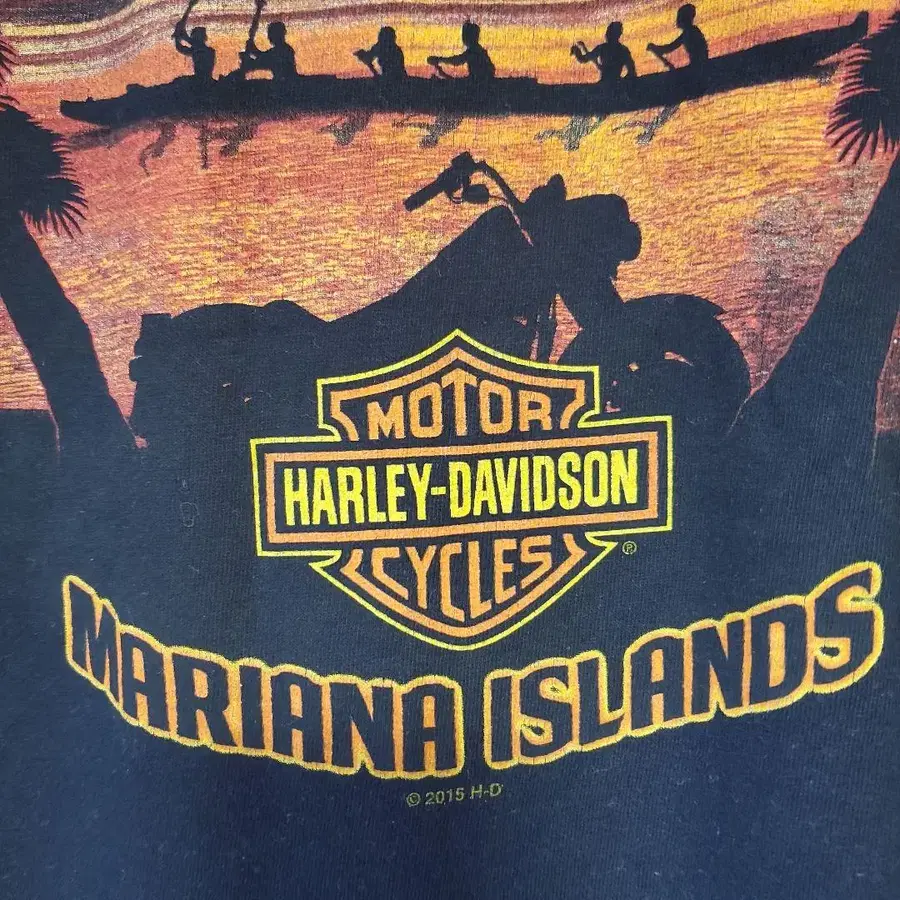 MOTOR
HARLEY-DAVIDSON
CYCLES
®
MARIANA ISLANDS
© 2015 H-D